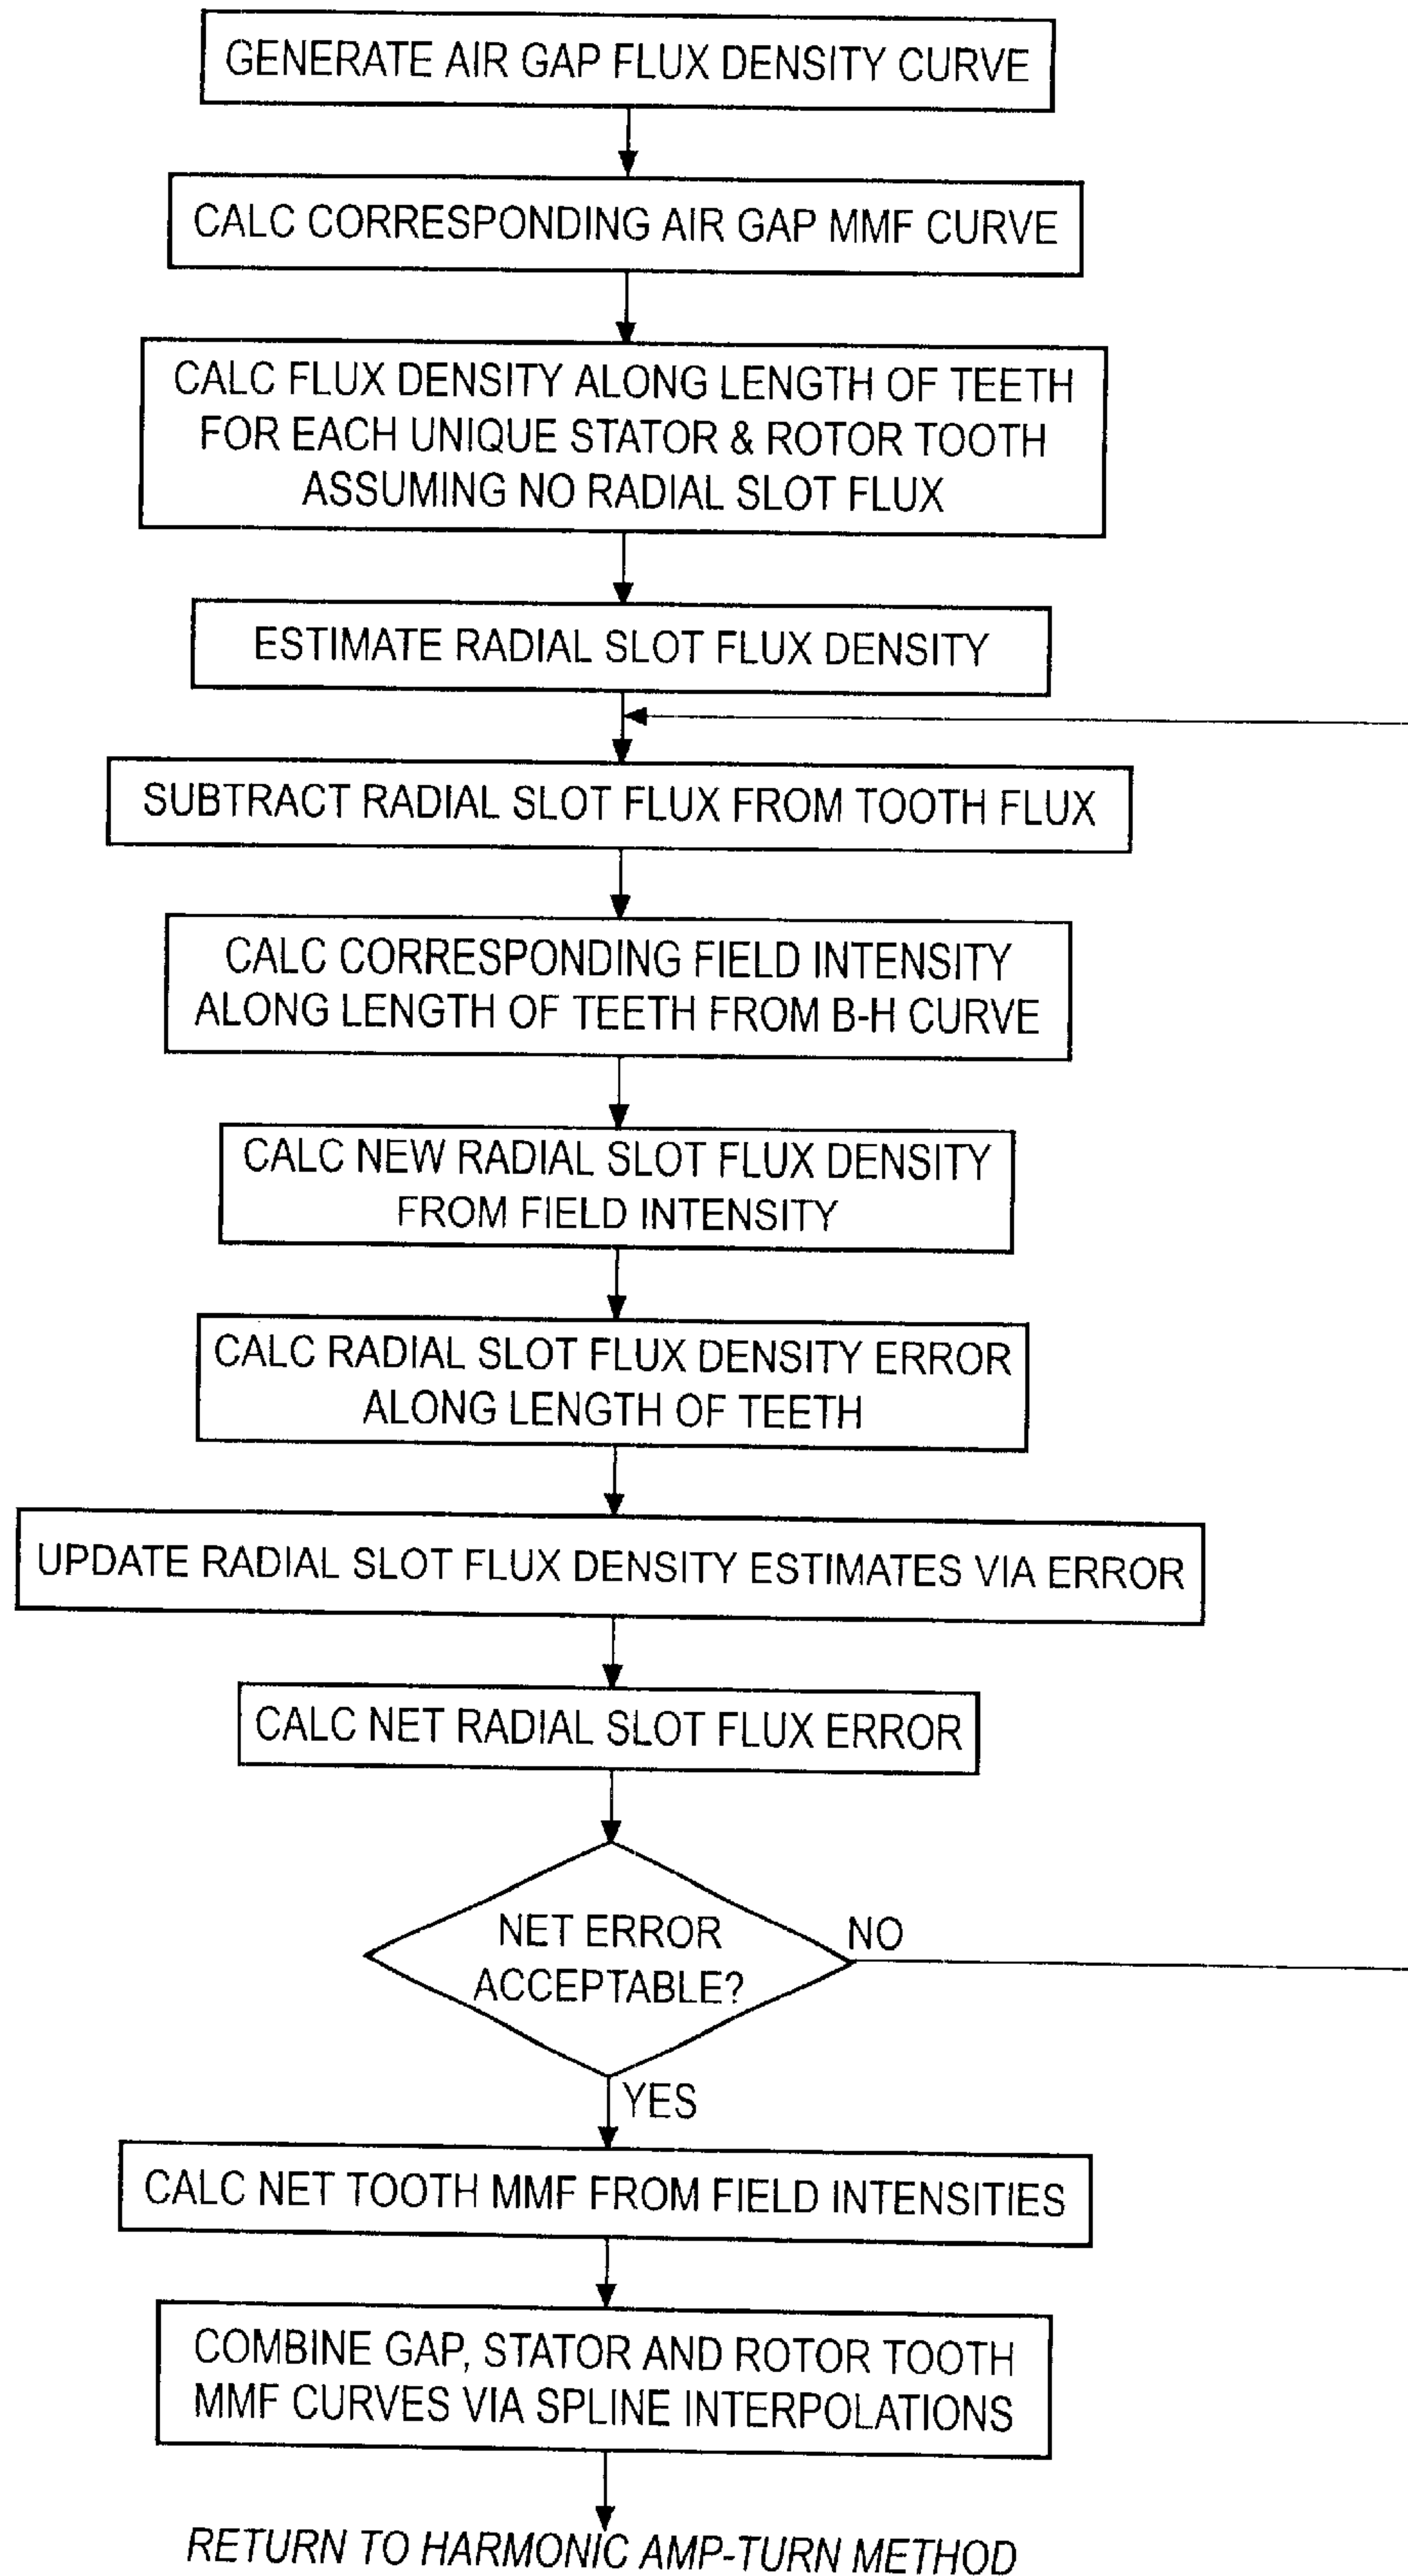 GENERATE AIR GAP FLUX DENSITY CURVE
CALC CORRESPONDING AIR GAP MMF CURVE
CALC FLUX DENSITY ALONG LENGTH OF TEETH
FOR EACH UNIQUE STATOR & ROTOR TOOTH
ASSUMING NO RADIAL SLOT FLUX
ESTIMATE RADIAL SLOT FLUX DENSITY
SUBTRACT RADIAL SLOT FLUX FROM TOOTH FLUX
CALC CORRESPONDING FIELD INTENSITY
ALONG LENGTH OF TEETH FROM B-H CURVE
CALC NEW RADIAL SLOT FLUX DENSITY
FROM FIELD INTENSITY
CALC RADIAL SLOT FLUX DENSITY ERROR
ALONG LENGTH OF TEETH
UPDATE RADIAL SLOT FLUX DENSITY ESTIMATES VIA ERROR
CALC NET RADIAL SLOT FLUX ERROR
NET ERROR
ACCEPTABLE?
NO
YES
CALC NET TOOTH MMF FROM FIELD INTENSITIES
COMBINE GAP, STATOR AND ROTOR TOOTH
MMF CURVES VIA SPLINE INTERPOLATIONS
RETURN TO HARMONIC AMP-TURN METHOD